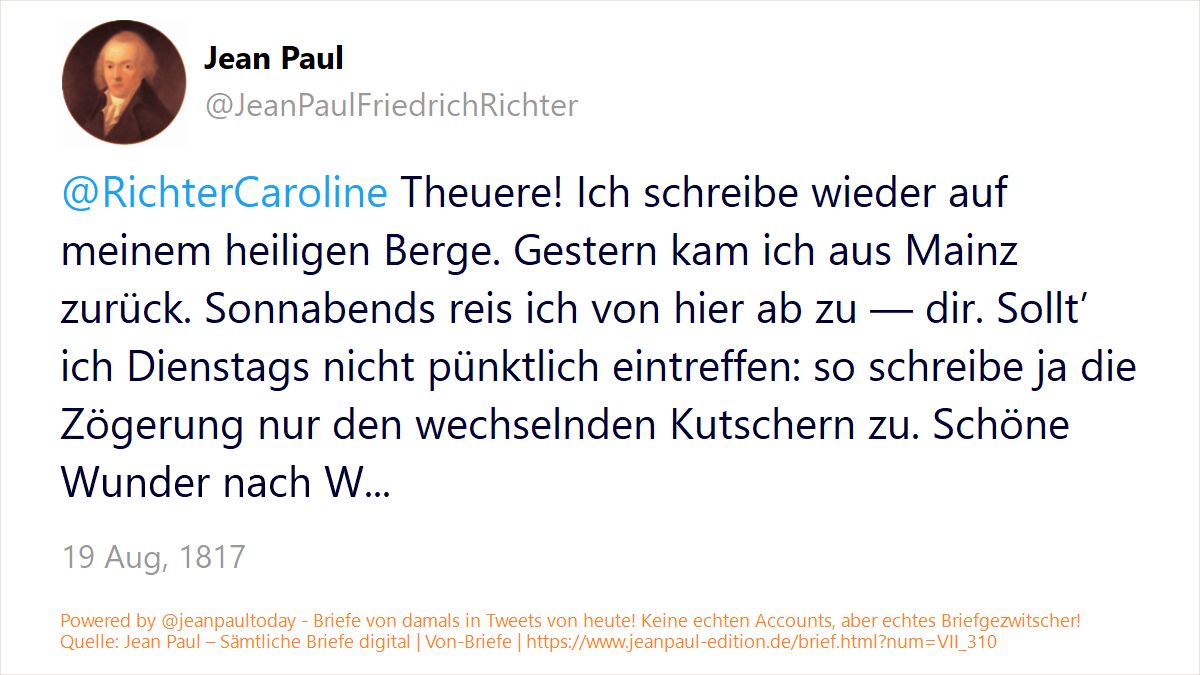 Jean Paul
@JeanPaulFriedrichRichter
@RichterCaroline Theuere! Ich schreibe wieder auf
meinem heiligen Berge. Gestern kam ich aus Mainz
zurück. Sonnabends reis ich von hier ab zu — dir. Sollt’
ich Dienstags nicht pünktlich eintreffen: so schreibe ja die
Zögerung nur den wechselnden Kutschern zu. Schöne
Wunder nach W...
19 Aug, 1817
Powered by @jeanpaultoday - Briefe von damals in Tweets von heute! Keine echten Accounts, aber echtes Briefgezwitscher!
Quelle: Jean Paul – Sämtliche Briefe digital | Von-Briefe | https://www.jeanpaul-edition.de/brief.html?num=VII_310